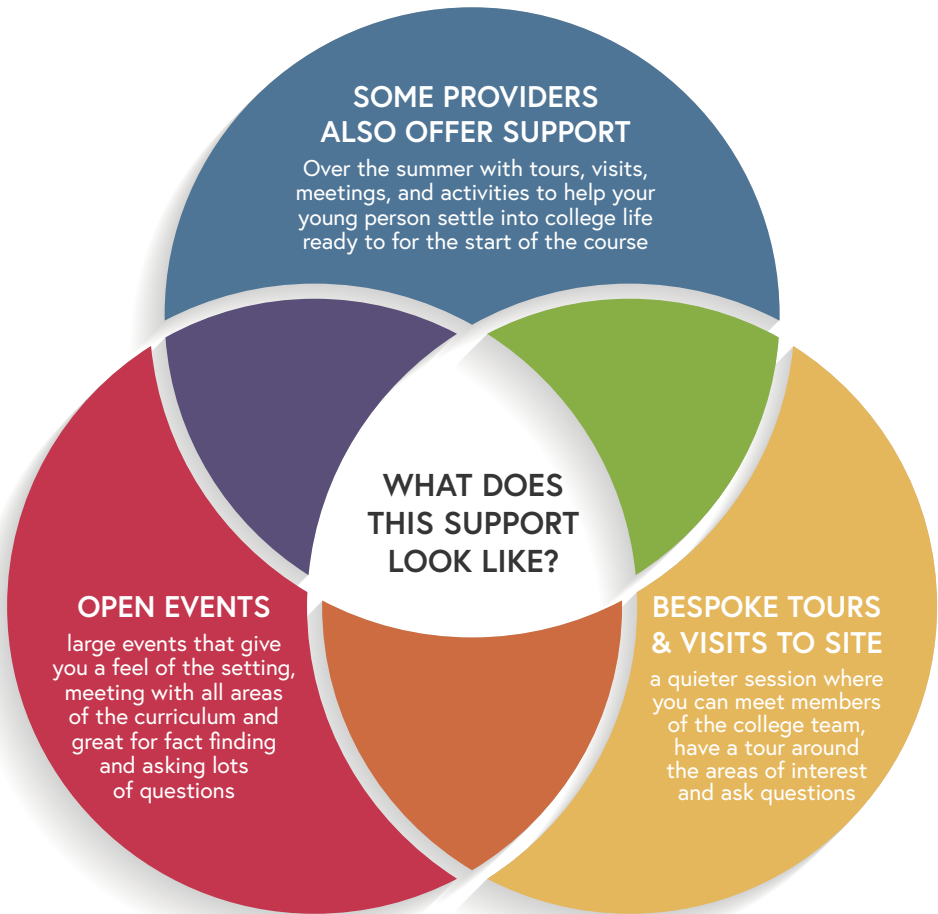 SOME PROVIDERS
ALSO OFFER SUPPORT
Over the summer with tours, visits,
meetings, and activities to help your
young person settle into college life
ready to for the start of the course
WHAT DOES
THIS SUPPORT
LOOK LIKE?
OPEN EVENTS
large events that give
you a feel of the setting,
meeting with all areas
of the curriculum and
great for fact finding
and asking lots
of questions
BESPOKE TOURS
& VISITS TO SITE
a quieter session where
you can meet members
of the college team,
have a tour around
the areas of interest
and ask questions